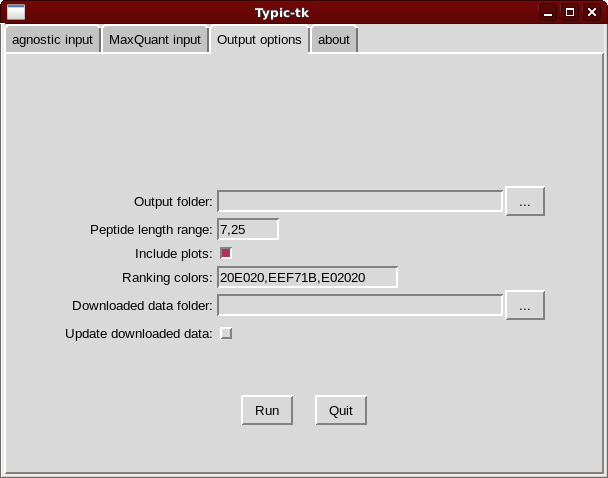 Typic-tk
agnostic input MaxQuant input Output options about
Output folder: ...
Peptide length range: 7,25
Include plots:
Ranking colors: 20E020,EEF71B,E02020
Downloaded data folder: ...
Update downloaded data:
Run Quit